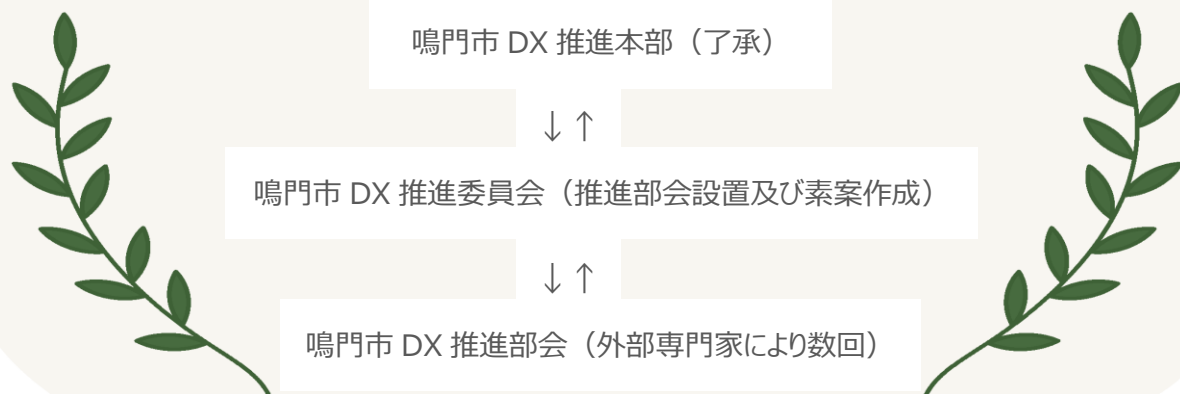 鳴門市 DX 推進本部（了承）
↓ ↑
鳴門市 DX 推進委員会（推進部会設置及び素案作成）
↓ ↑
鳴門市 DX 推進部会（外部専門家により数回）